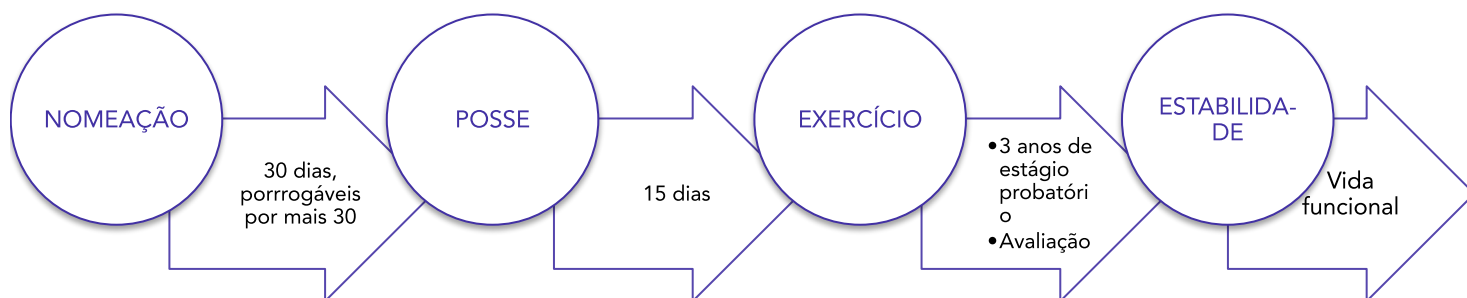 NOMEAÇÃO
30 dias,
porrrogáveis
por mais 30
POSSE
15 dias
EXERCÍCIO
•3 anos de
estágio
probatóri
o
•Avaliação
ESTABILIDA-
DE
Vida
funcional